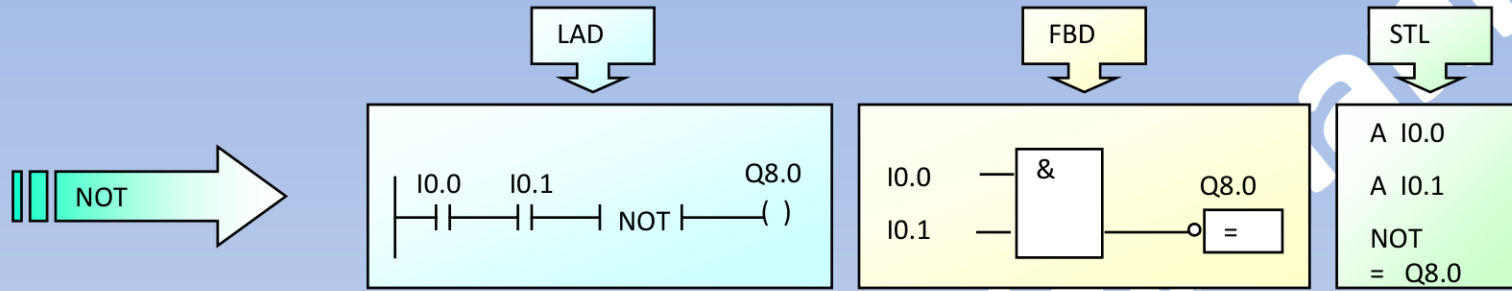 LAD
FBD
STL
NOT
I0.0 I0.1 NOT Q8.0
( )
I0.0
I0.1
&
Q8.0
=
A I0.0
A I0.1
NOT
= Q8.0